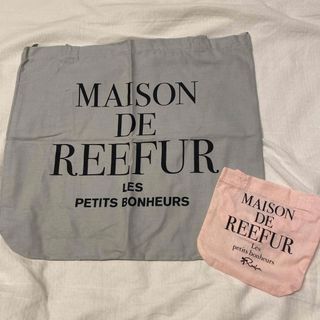 MAISON
DE
REEFUR
LES
PETITS BONHEURS
MAISON
DE
REEFUR
Les
petits bonheurs